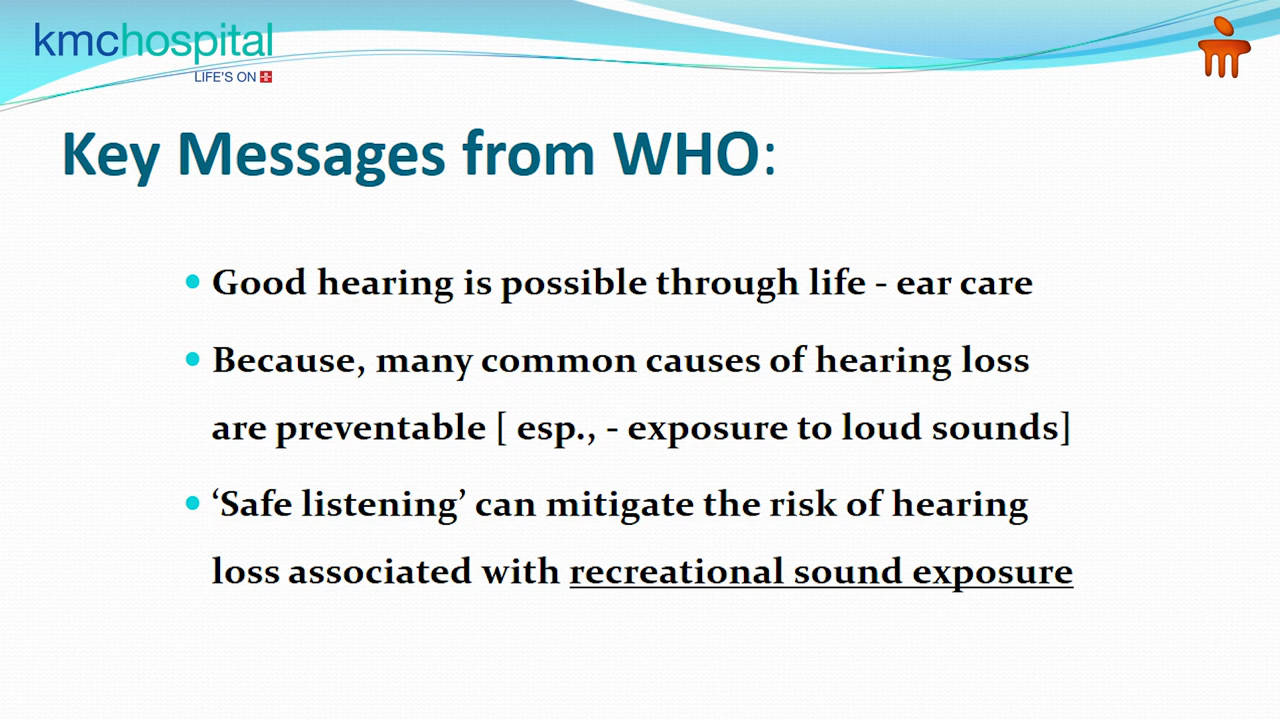 kmchospital
LIFE'S ON
Key Messages from WHO:
• Good hearing is possible through life - ear care
• Because, many common causes of hearing loss
are preventable [ esp., - exposure to loud sounds]
• ‘Safe listening’ can mitigate the risk of hearing
loss associated with recreational sound exposure